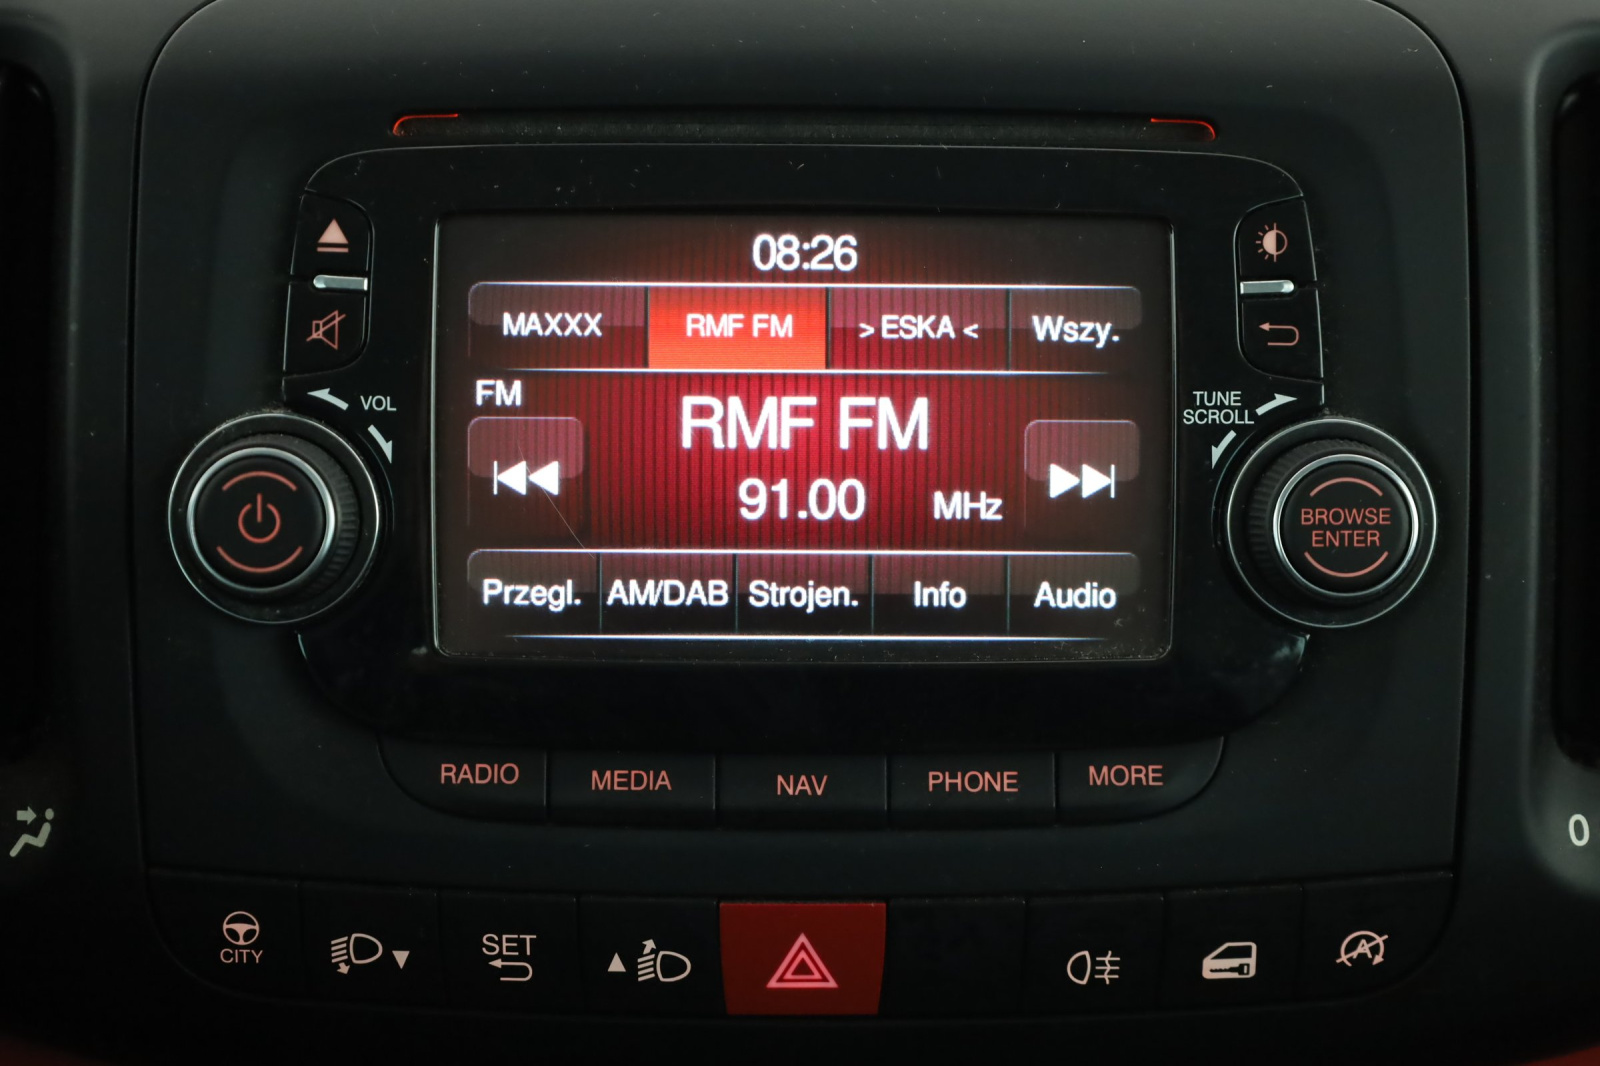 08:26
MAXXX RMF FM > ESKA < Wszy.
FM
RMF FM
91.00 MHz
Przegl. AM/DAB Strojen. Info Audio
VOL
TUNE
SCROLL
BROWSE
ENTER
RADIO MEDIA NAV PHONE MORE
0
CITY
SET
A